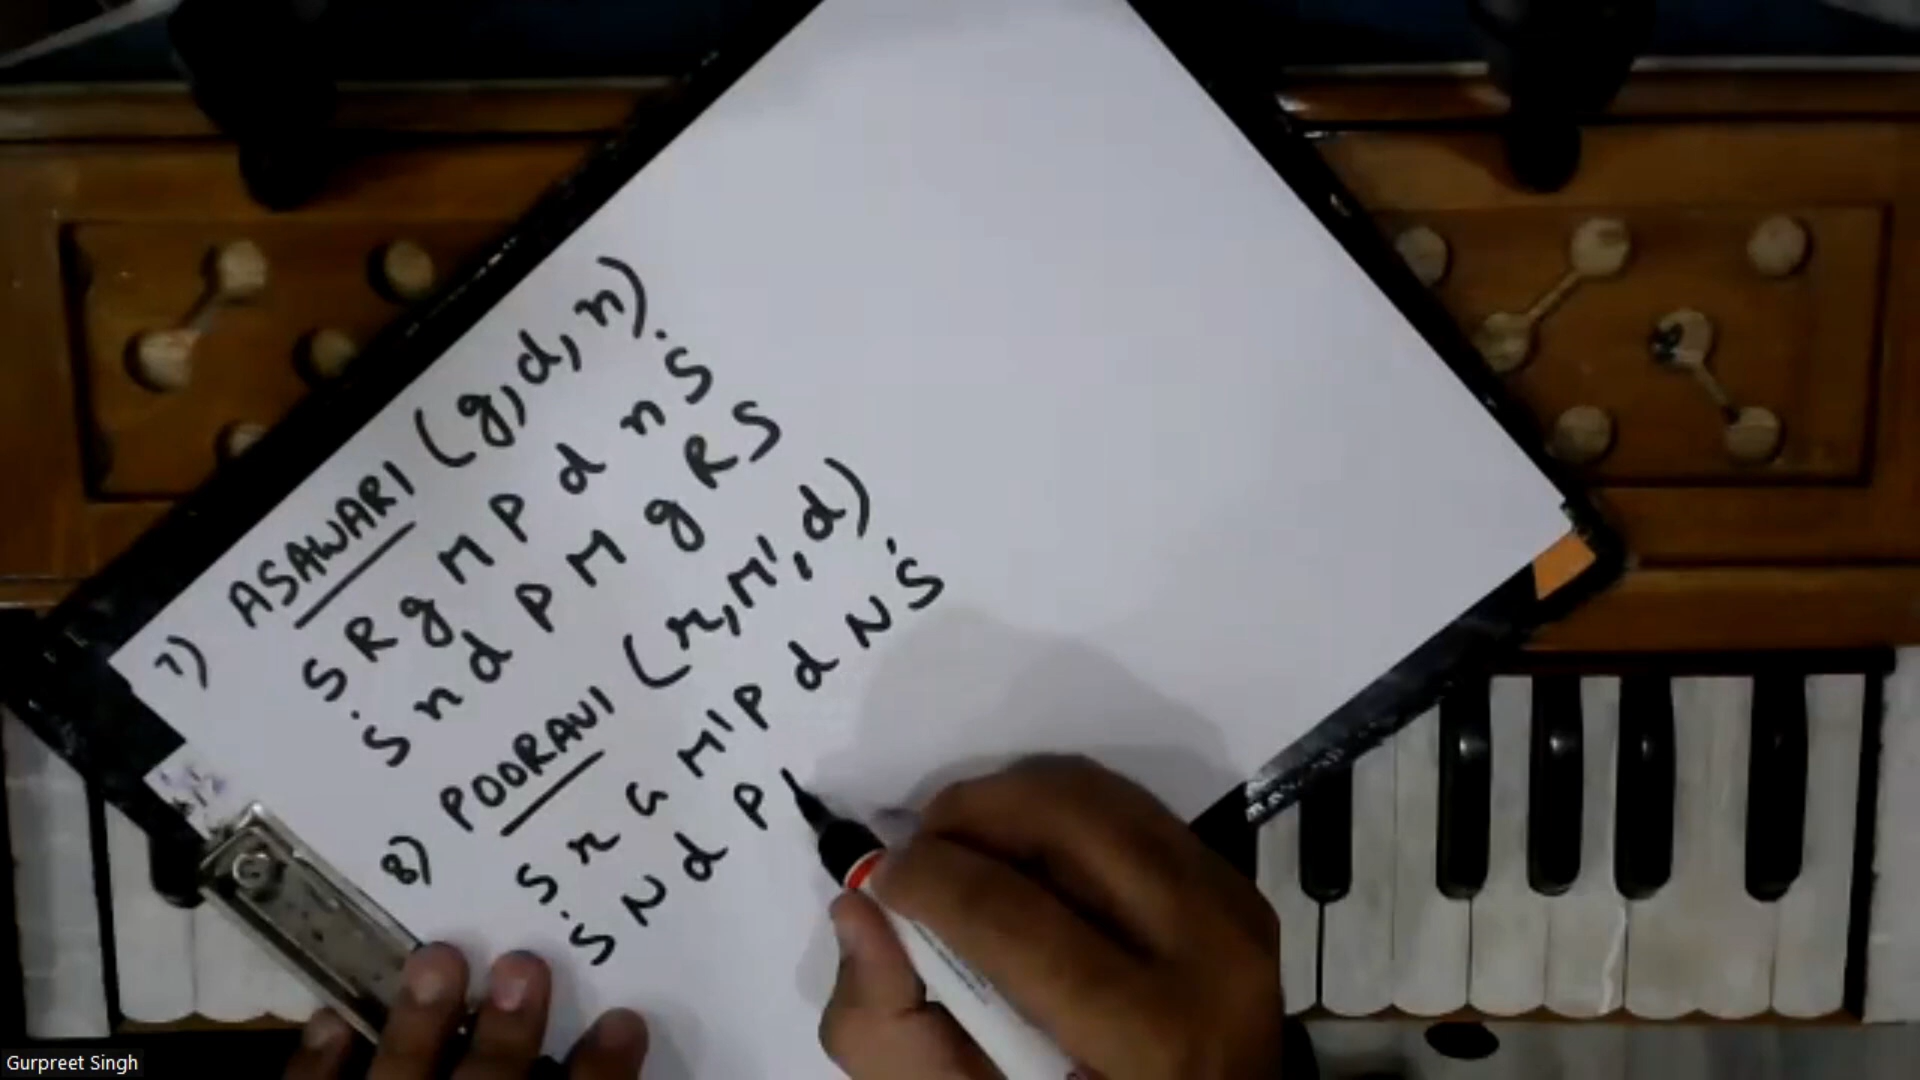 7) ASAWARI (g, d, n)
S R g M P d n Ṡ
Ṡ n d P M g R S
8) POORAVI (r, M', d)
S r G M' P d N Ṡ
Ṡ N d P
Gurpreet Singh